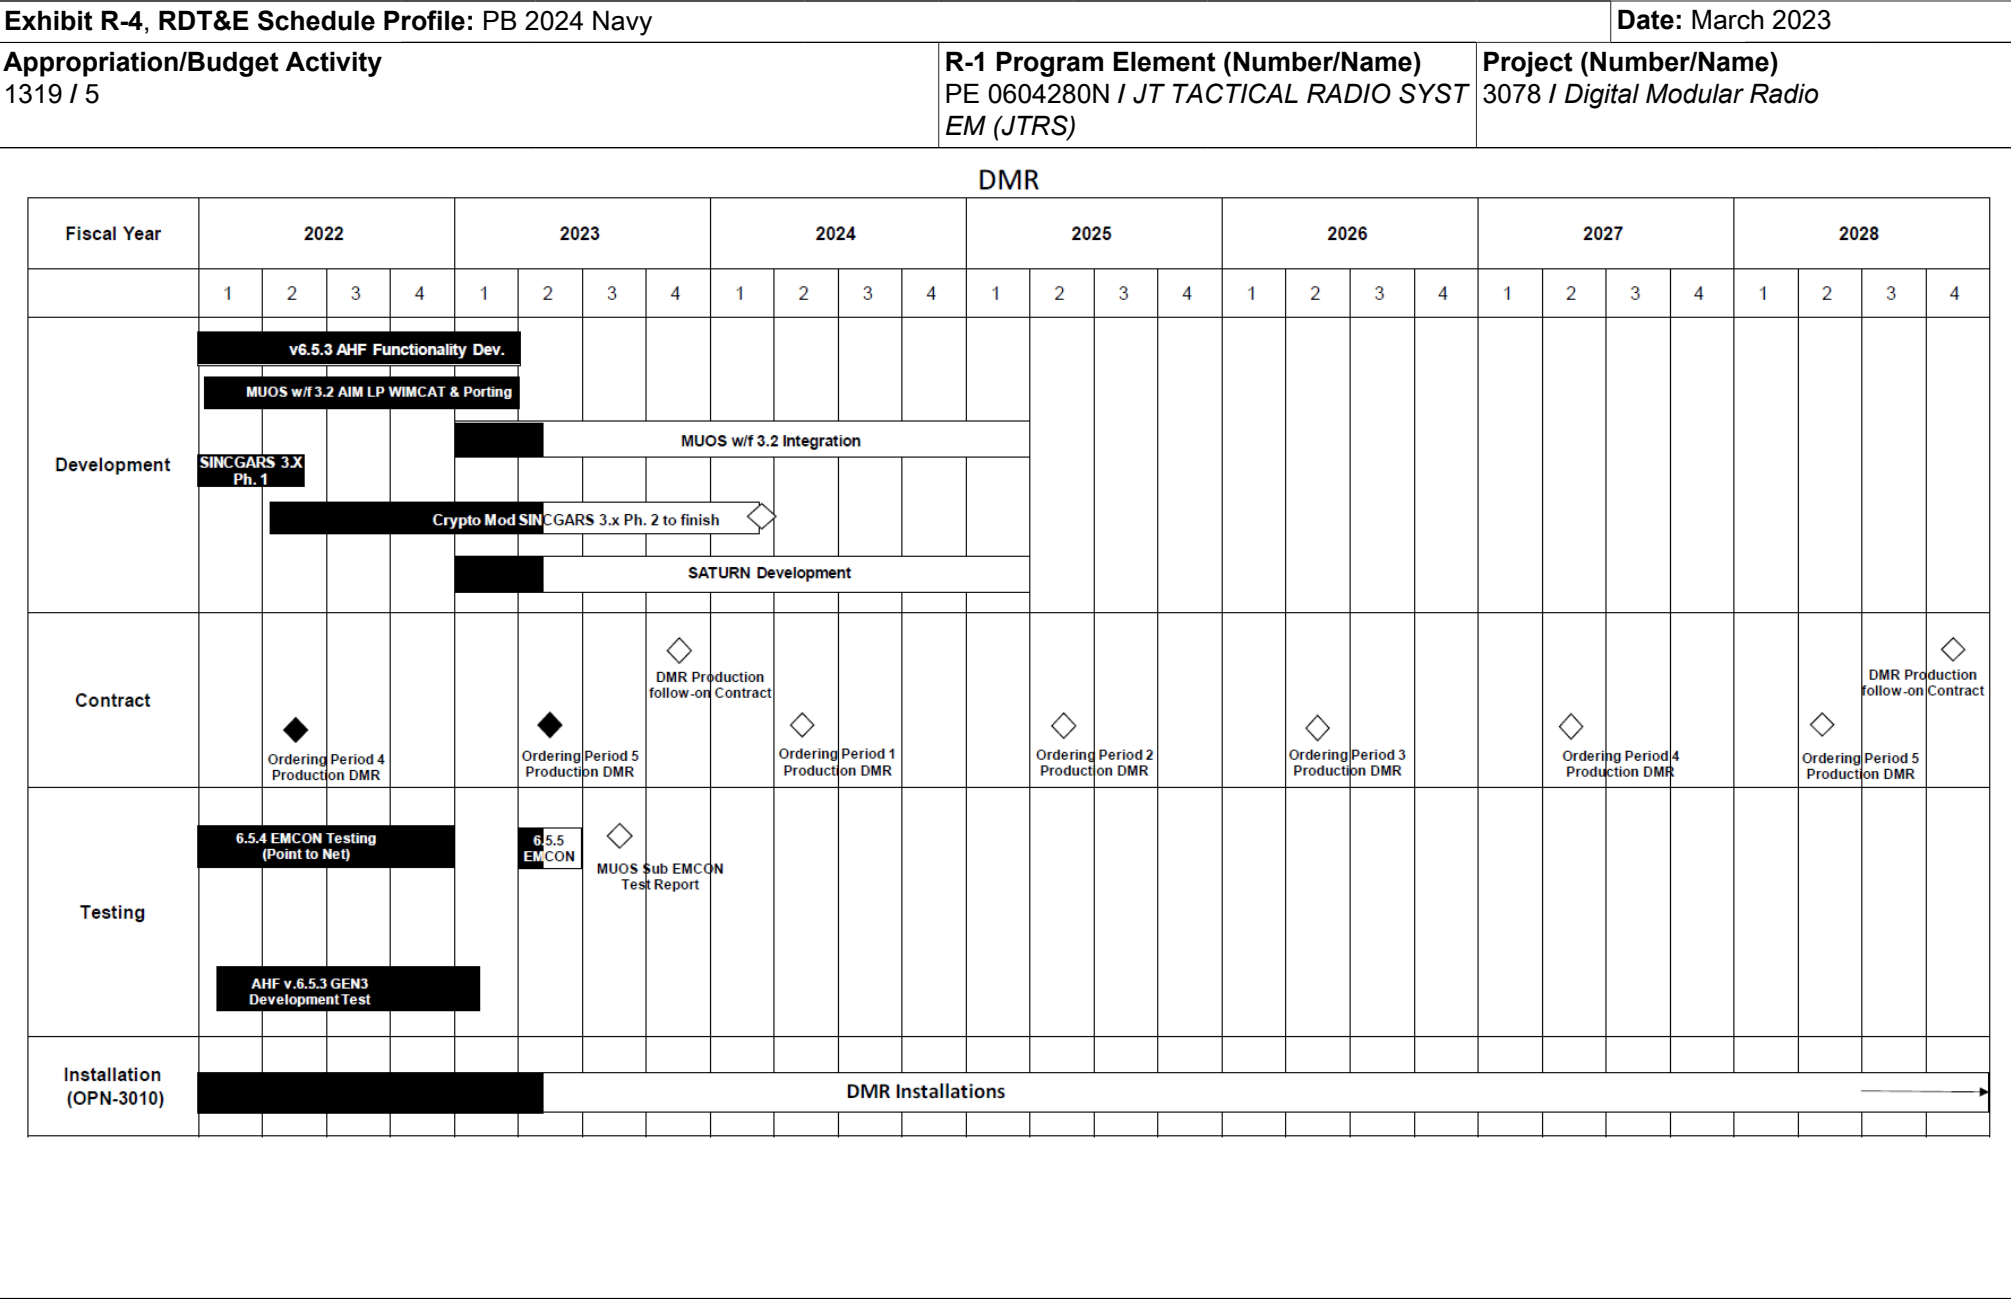 Exhibit R-4, RDT&E Schedule Profile: PB 2024 Navy
Date: March 2023
Appropriation/Budget Activity
1319 / 5
R-1 Program Element (Number/Name)
PE 0604280N / JT TACTICAL RADIO SYST
EM (JTRS)
Project (Number/Name)
3078 / Digital Modular Radio
DMR
Fiscal Year 2022 2023 2024 2025 2026 2027 2028
1 2 3 4 1 2 3 4 1 2 3 4 1 2 3 4 1 2 3 4 1 2 3 4 1 2 3 4
Development
v6.5.3 AHF Functionality Dev.
MUOS w/f 3.2 AIM LP WIMCAT & Porting
MUOS w/f 3.2 Integration
SINCGARS 3.X
Ph. 1
Crypto Mod SINCGARS 3.x Ph. 2 to finish
SATURN Development
Contract
DMR Production
follow-on Contract
DMR Production
follow-on Contract
Ordering Period 4
Production DMR
Ordering Period 5
Production DMR
Ordering Period 1
Production DMR
Ordering Period 2
Production DMR
Ordering Period 3
Production DMR
Ordering Period 4
Production DMR
Ordering Period 5
Production DMR
Testing
6.5.4 EMCON Testing
(Point to Net)
6.5.5
EMCON
MUOS Sub EMCON
Test Report
AHF v.6.5.3 GEN3
Development Test
Installation
(OPN-3010)
DMR Installations